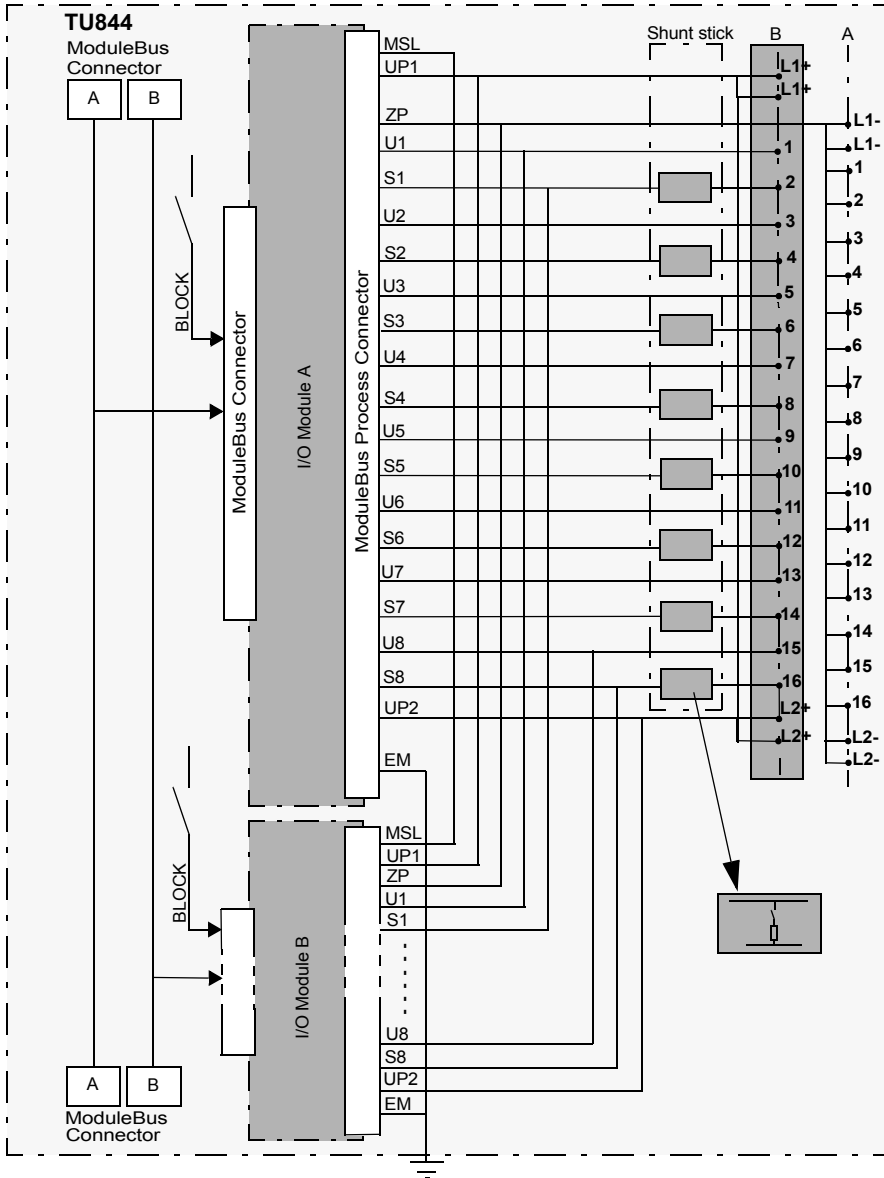 TU844
ModuleBus
Connector
A
B
BLOCK
ModuleBus Connector
I/O Module A
ModuleBus Process Connector
MSL
UP1
ZP
U1
S1
U2
S2
U3
S3
U4
S4
U5
S5
U6
S6
U7
S7
U8
S8
UP2
EM
Shunt stick
B
L1+
L1+
1
2
3
4
5
6
7
8
9
10
11
12
13
14
15
16
L2+
L2+
A
L1-
L1-
1
2
3
4
5
6
7
8
9
10
11
12
13
14
15
16
L2-
L2-
BLOCK
I/O Module B
MSL
UP1
ZP
U1
S1
U8
S8
UP2
EM
A
B
ModuleBus
Connector